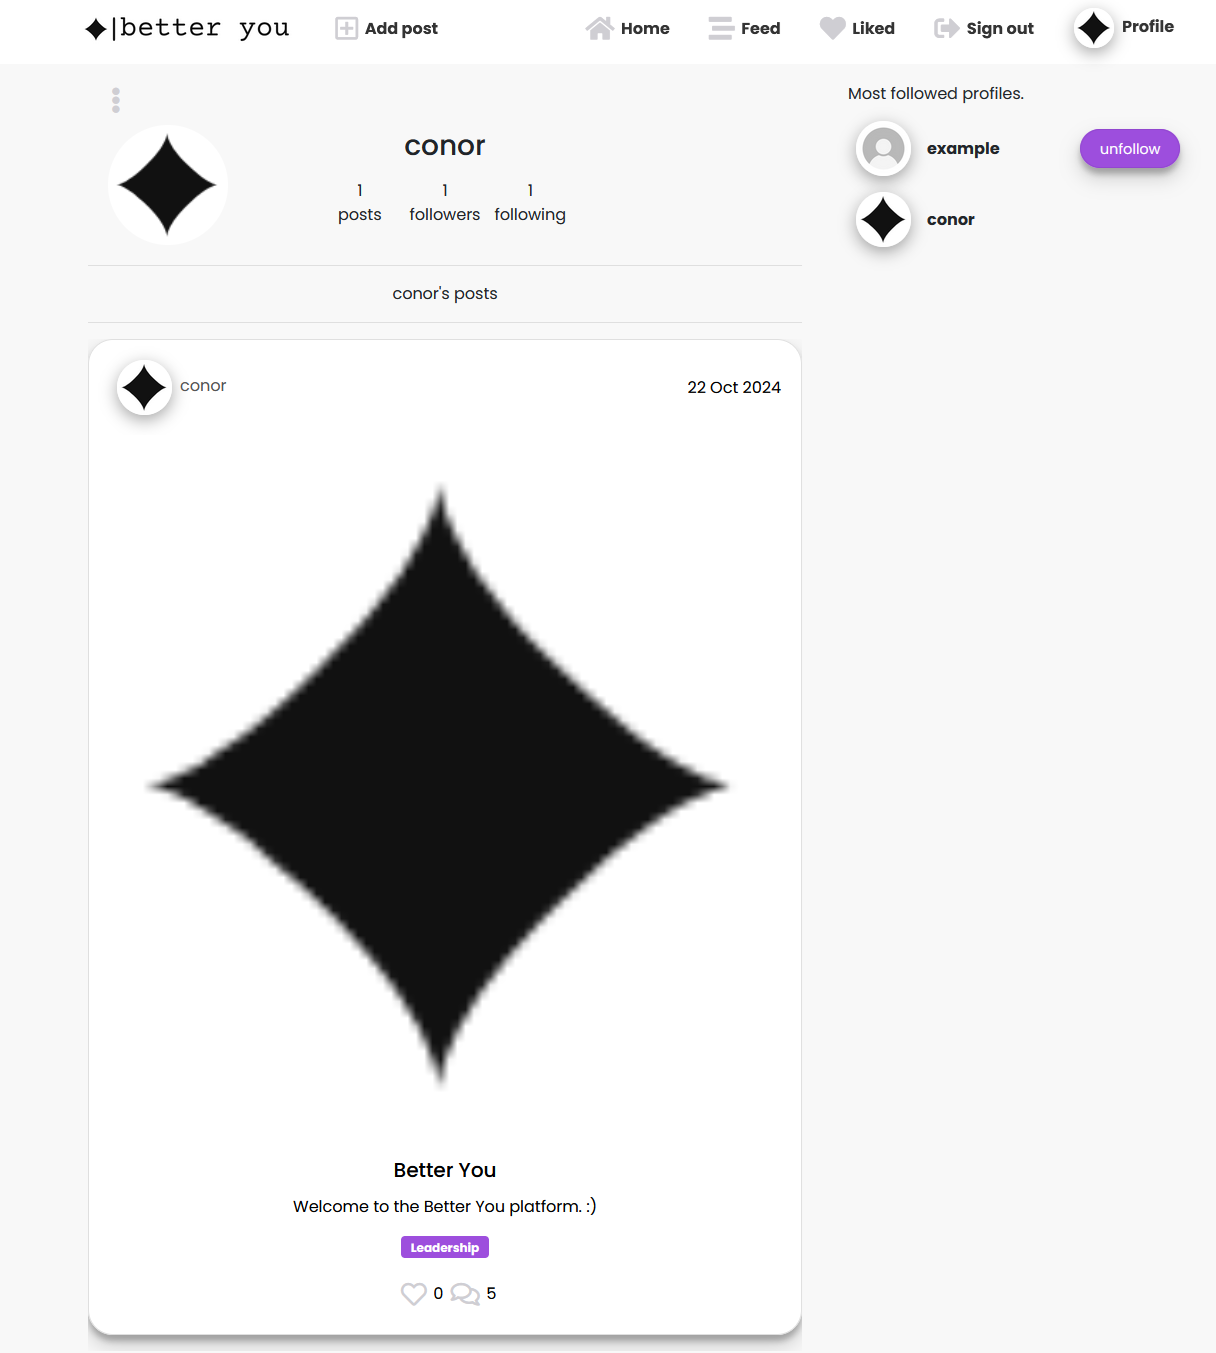 |better you
Add post
Home
Feed
Liked
Sign out
Profile
conor
1 1 1
posts followers following
conor's posts
conor
22 Oct 2024
Better You
Welcome to the Better You platform. :)
Leadership
0 5
Most followed profiles.
example
unfollow
conor